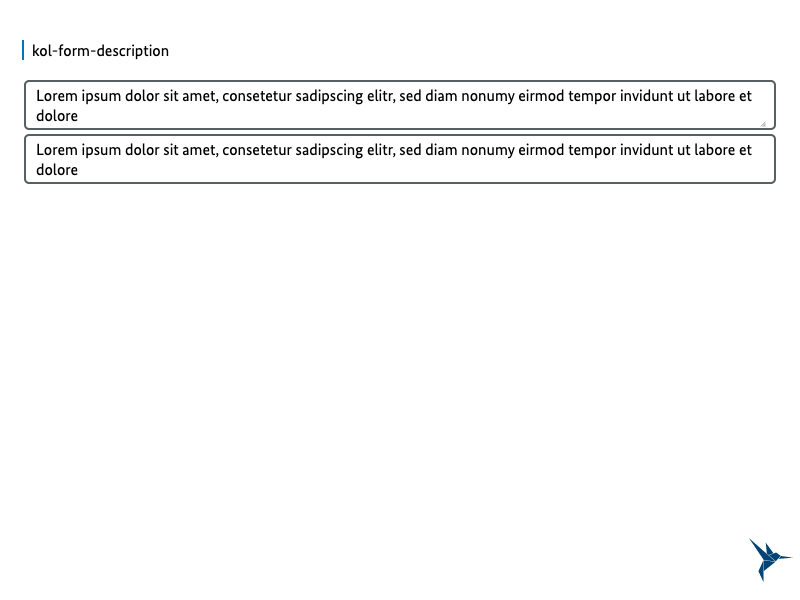 kol-form-description
Lorem ipsum dolor sit amet, consetetur sadipscing elitr, sed diam nonumy eirmod tempor invidunt ut labore et
dolore
Lorem ipsum dolor sit amet, consetetur sadipscing elitr, sed diam nonumy eirmod tempor invidunt ut labore et
dolore